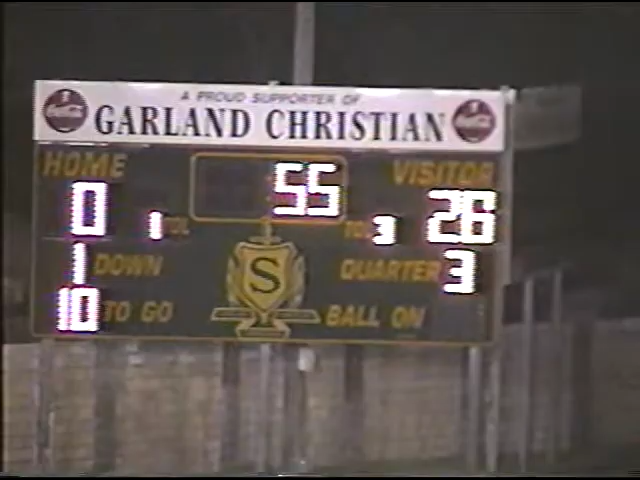 A PROUD SUPPORTER OF
GARLAND CHRISTIAN
HOME 55 VISITOR
0 1 TOL TOL 3 26
1 DOWN S QUARTER 3
10 TO GO BALL ON